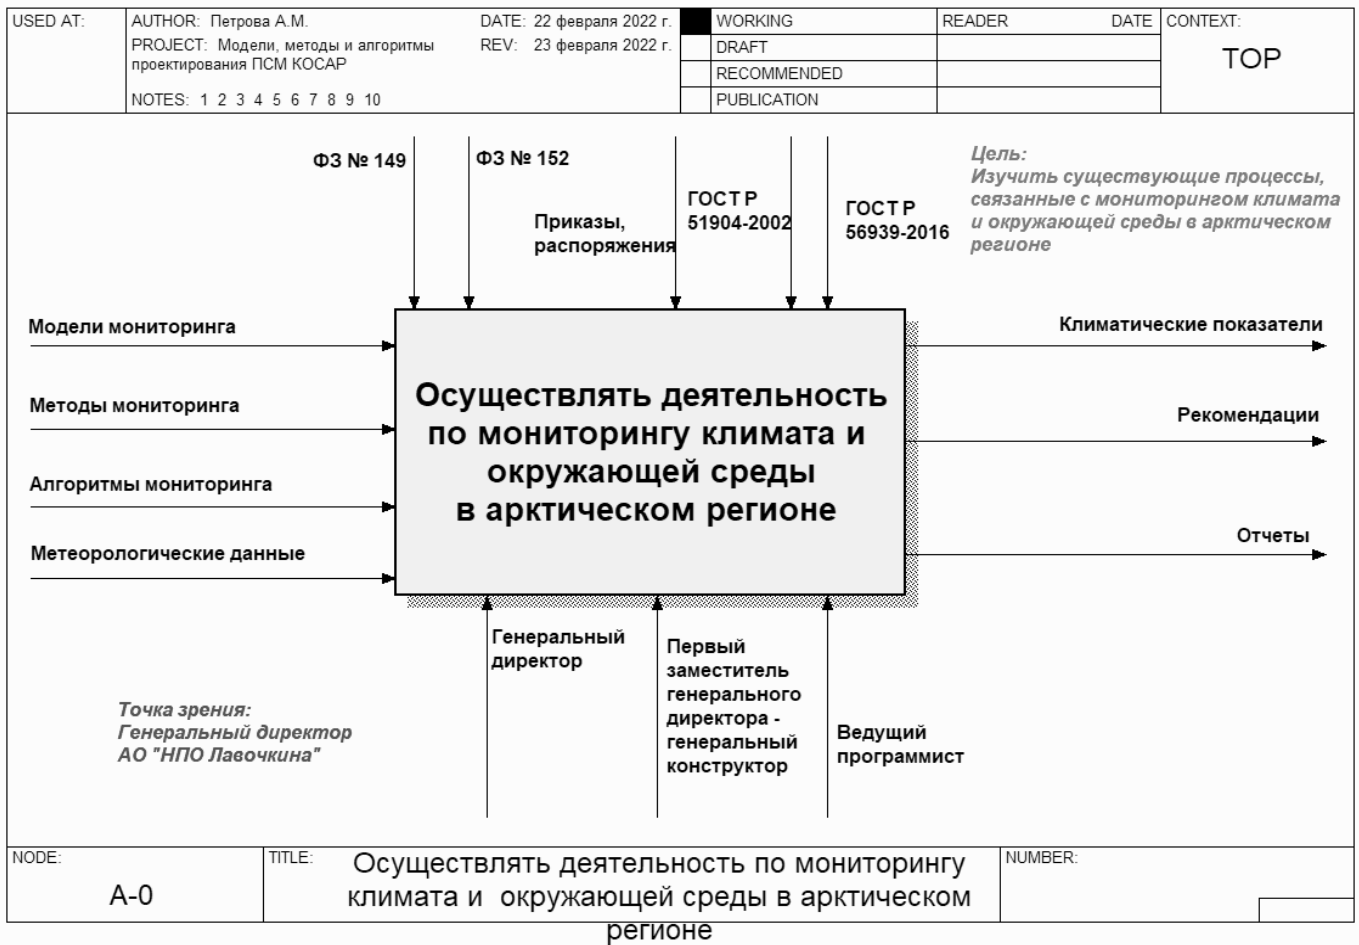 USED AT:
AUTHOR: Петрова А.М.
DATE: 22 февраля 2022 г.
PROJECT: Модели, методы и алгоритмы
проектирования ПСМ КОСАР
REV: 23 февраля 2022 г.
NOTES: 1 2 3 4 5 6 7 8 9 10
WORKING
DRAFT
RECOMMENDED
PUBLICATION
READER
DATE
CONTEXT:
TOP
ФЗ № 149
ФЗ № 152
Приказы,
распоряжения
ГОСТ Р
51904-2002
ГОСТ Р
56939-2016
Цель:
Изучить существующие процессы,
связанные с мониторингом климата
и окружающей среды в арктическом
регионе
Модели мониторинга
Методы мониторинга
Алгоритмы мониторинга
Метеорологические данные
Осуществлять деятельность
по мониторингу климата и
окружающей среды
в арктическом регионе
Климатические показатели
Рекомендации
Отчеты
Генеральный
директор
Первый
заместитель
генерального
директора -
генеральный
конструктор
Ведущий
программист
Точка зрения:
Генеральный директор
АО "НПО Лавочкина"
NODE:
A-0
TITLE:
Осуществлять деятельность по мониторингу
климата и окружающей среды в арктическом
регионе
NUMBER: